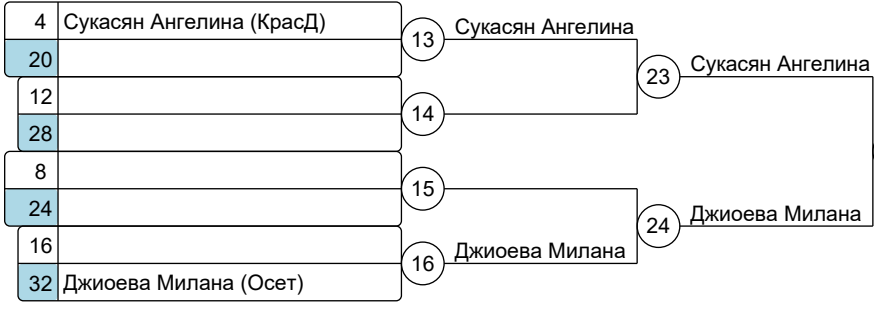 4 Сукасян Ангелина (КрасД)
20
13 Сукасян Ангелина
12
28
14
23 Сукасян Ангелина
8
24
15
16
32 Джиоева Милана (Осет)
16 Джиоева Милана
24 Джиоева Милана